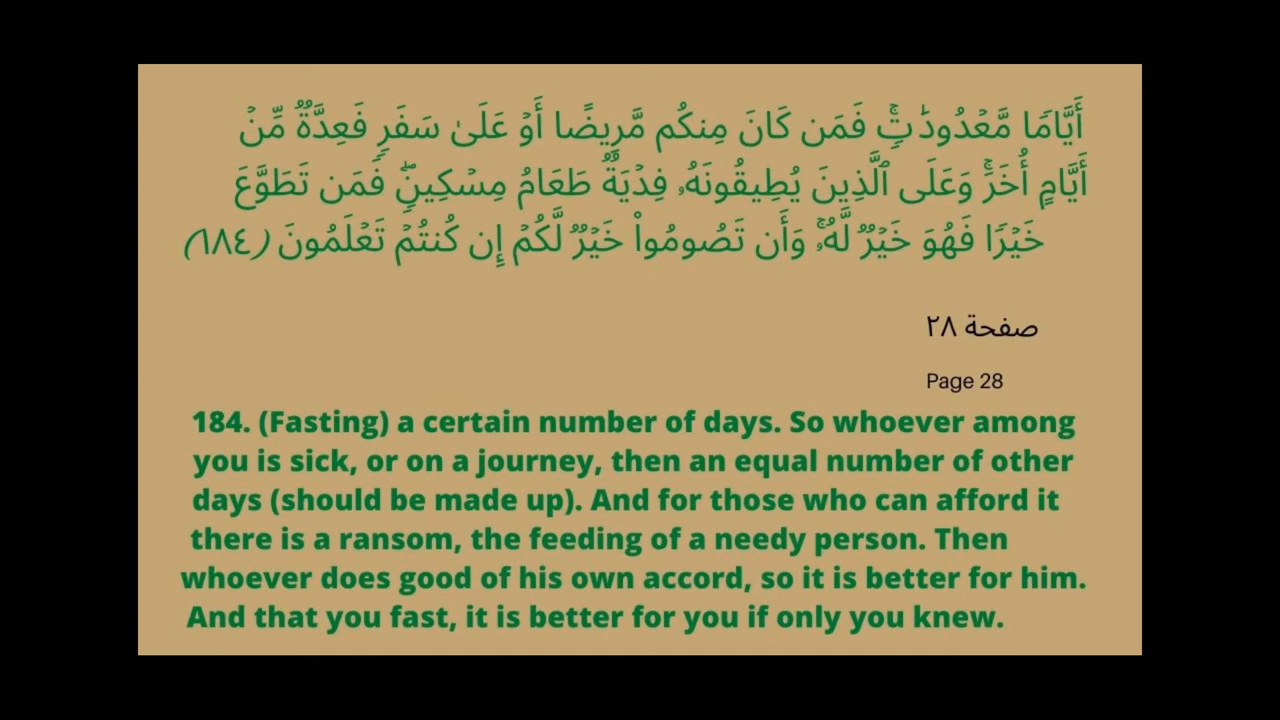 أَيَّامٗا مَّعۡدُودَٰتٖۚ فَمَن كَانَ مِنكُم مَّرِيضًا أَوۡ عَلَىٰ سَفَرٖ فَعِدَّةٞ مِّنۡ
أَيَّامٍ أُخَرَۚ وَعَلَى ٱلَّذِينَ يُطِيقُونَهُۥ فِدۡيَةٞ طَعَامُ مِسۡكِينٖۖ فَمَن تَطَوَّعَ
خَيۡرٗا فَهُوَ خَيۡرٞ لَّهُۥۚ وَأَن تَصُومُواْ خَيۡرٞ لَّكُمۡ إِن كُنتُمۡ تَعۡلَمُونَ (١٨٤)
صفحة ٢٨
Page 28
184. (Fasting) a certain number of days. So whoever among
you is sick, or on a journey, then an equal number of other
days (should be made up). And for those who can afford it
there is a ransom, the feeding of a needy person. Then
whoever does good of his own accord, so it is better for him.
And that you fast, it is better for you if only you knew.